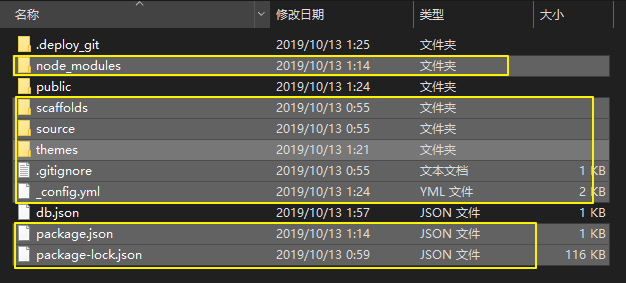 名称 修改日期 类型 大小
.deploy_git 2019/10/13 1:25 文件夹
node_modules 2019/10/13 1:14 文件夹
public 2019/10/13 1:24 文件夹
scaffolds 2019/10/13 0:55 文件夹
source 2019/10/13 0:55 文件夹
themes 2019/10/13 1:21 文件夹
.gitignore 2019/10/13 0:55 文本文档 1 KB
_config.yml 2019/10/13 1:24 YML 文件 2 KB
db.json 2019/10/13 1:57 JSON 文件 1 KB
package.json 2019/10/13 1:14 JSON 文件 1 KB
package-lock.json 2019/10/13 0:59 JSON 文件 116 KB